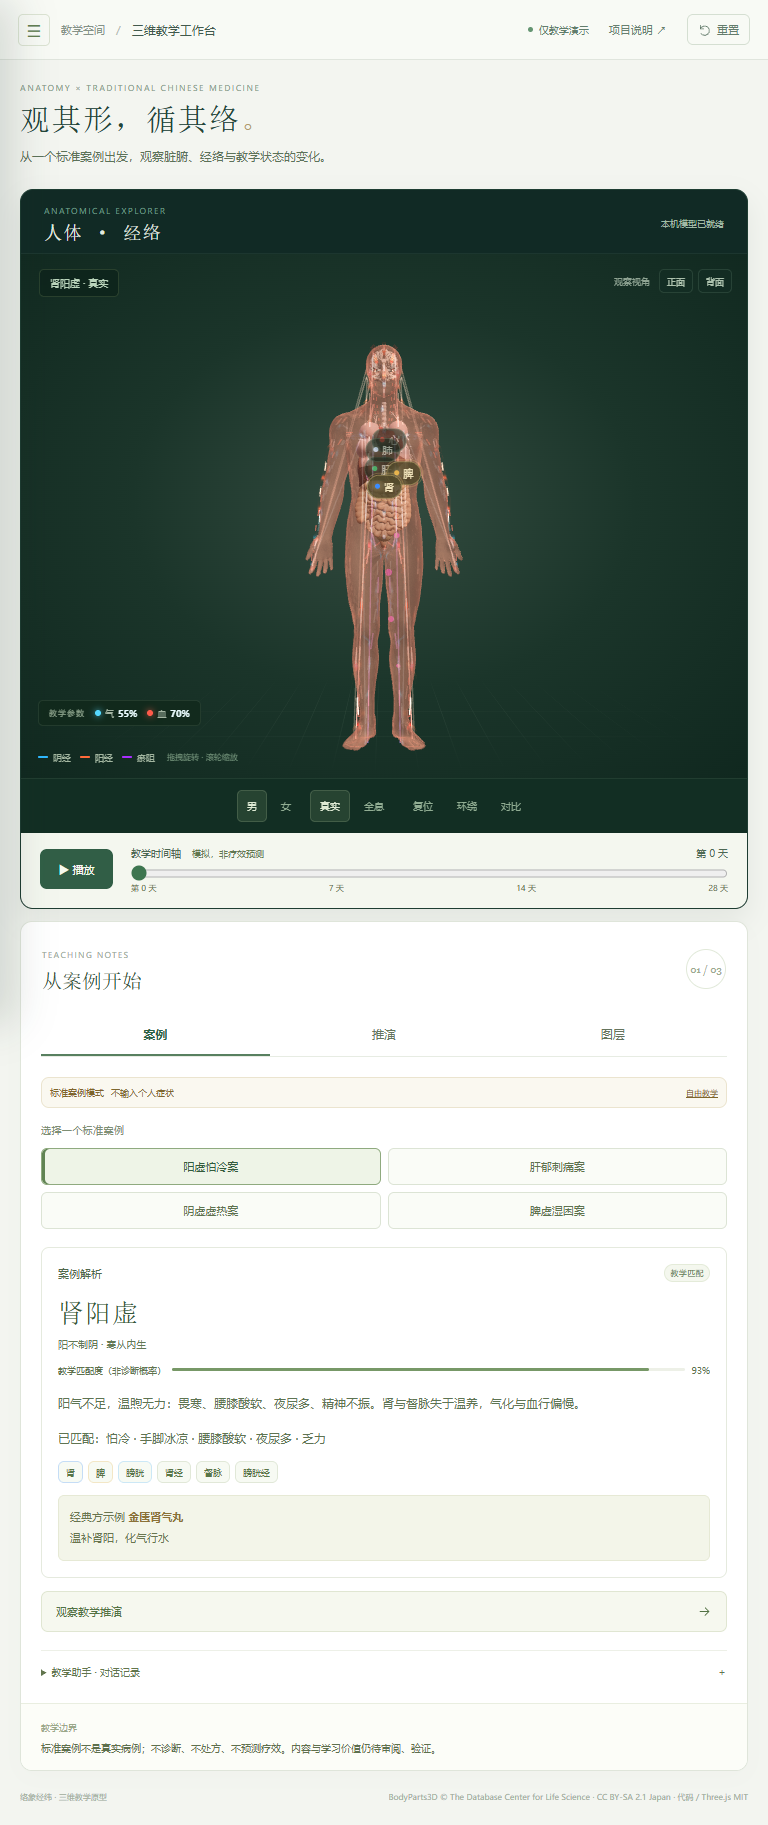 教学空间 / 三维教学工作台
仅教学演示
项目说明 ↗
重置
ANATOMY × TRADITIONAL CHINESE MEDICINE
观其形，循其络。
从一个标准案例出发，观察脏腑、经络与教学状态的变化。
ANATOMICAL EXPLORER
人体 · 经络
本机模型已就绪
肾阳虚 · 真实
观察视角 正面 背面
肺
脾
肾
教学参数 气 55% 血 70%
阴经 阳经 瘀阻 拖拽旋转 · 滚轮缩放
男 女 真实 全息 复位 环绕 对比
▶ 播放
教学时间轴 模拟，非疗效预测
第 0 天
第 0 天 7 天 14 天 28 天
TEACHING NOTES
从案例开始
01 / 03
案例 推演 图层
标准案例模式 不输入个人症状
自由教学
选择一个标准案例
阳虚怕冷案 肝郁刺痛案
阴虚虚热案 脾虚湿困案
案例解析
教学匹配
肾阳虚
阳不制阴 · 寒从内生
教学匹配度（非诊断概率） 93%
阳气不足，温煦无力：畏寒、腰膝酸软、夜尿多、精神不振。肾与督脉失于温养，气化与血行偏慢。
已匹配：怕冷 · 手脚冰凉 · 腰膝酸软 · 夜尿多 · 乏力
肾 脾 膀胱 肾经 督脉 膀胱经
经典方示例 金匮肾气丸
温补肾阳，化气行水
观察教学推演 →
▶ 教学助手 · 对话记录 +
教学边界
标准案例不是真实病例；不诊断、不处方、不预测疗效。内容与学习价值仍待审阅、验证。
络象经纬 · 三维教学原型
BodyParts3D © The Database Center for Life Science · CC BY-SA 2.1 Japan · 代码 / Three.js MIT